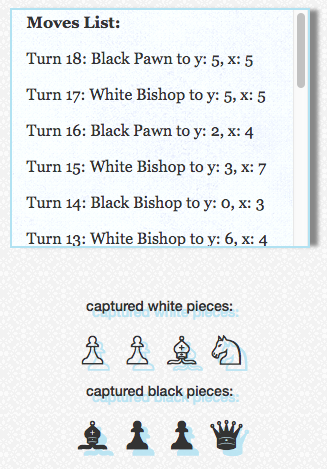 Moves List:
Turn 18: Black Pawn to y: 5, x: 5
Turn 17: White Bishop to y: 5, x: 5
Turn 16: Black Pawn to y: 2, x: 4
Turn 15: White Bishop to y: 3, x: 7
Turn 14: Black Bishop to y: 0, x: 3
Turn 13: White Bishop to y: 6, x: 4
captured white pieces:
captured black pieces: